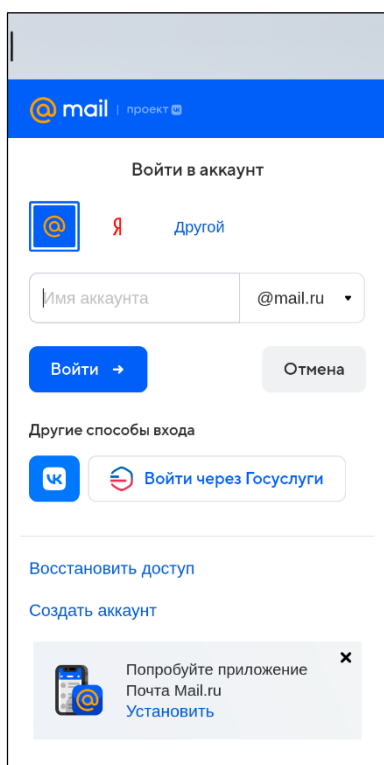 @ mail | проект
Войти в аккаунт
@ Я Другой
Имя аккаунта @mail.ru
Войти → Отмена
Другие способы входа
Войти через Госуслуги
Восстановить доступ
Создать аккаунт
Попробуйте приложение
Почта Mail.ru
Установить